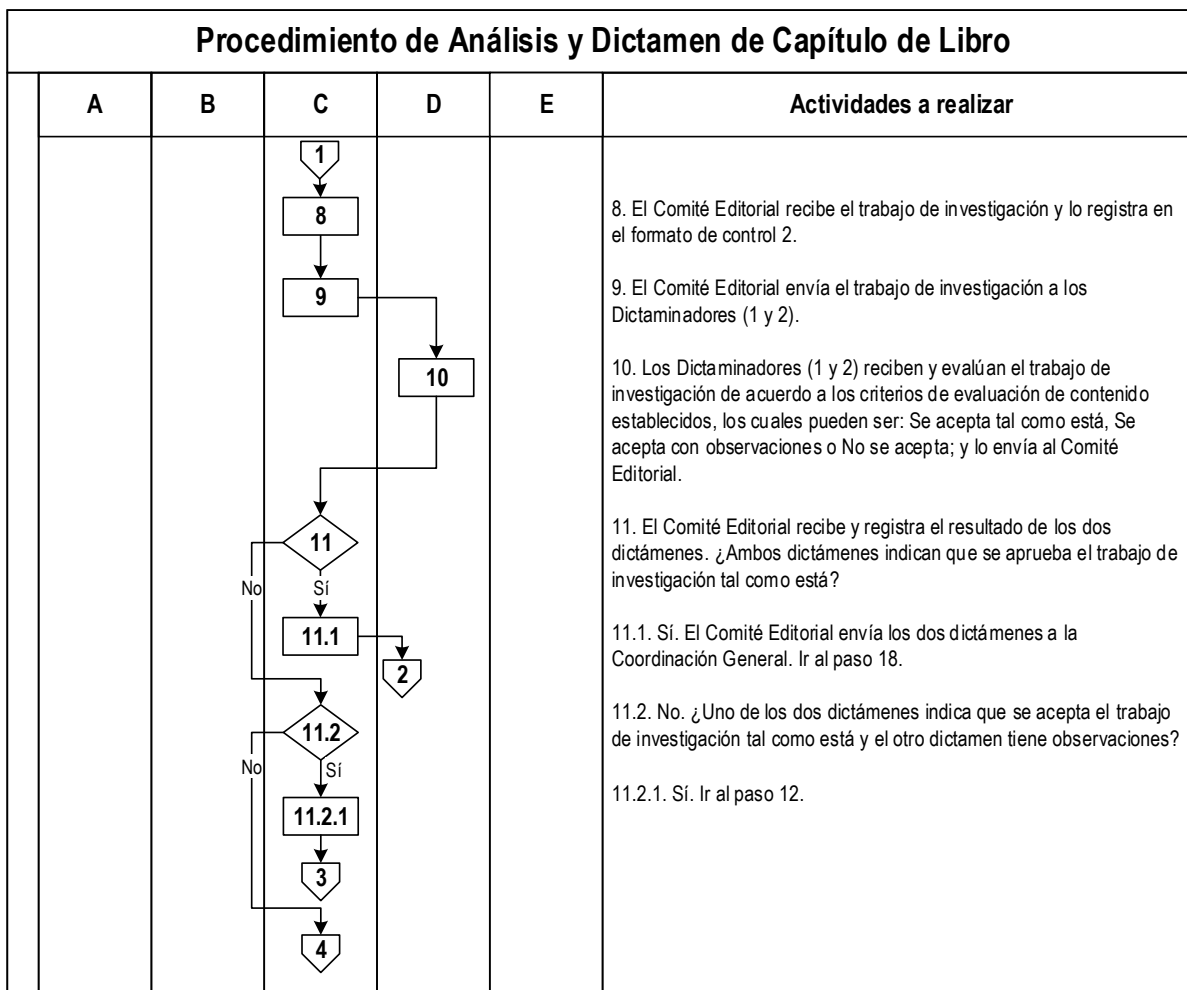 Procedimiento de Análisis y Dictamen de Capítulo de Libro
A B C D E Actividades a realizar
1
8
9
10
11
No
Sí
11.1
2
11.2
No
Sí
11.2.1
3
4
8. El Comité Editorial recibe el trabajo de investigación y lo registra en
el formato de control 2.
9. El Comité Editorial envía el trabajo de investigación a los
Dictaminadores (1 y 2).
10. Los Dictaminadores (1 y 2) reciben y evalúan el trabajo de
investigación de acuerdo a los criterios de evaluación de contenido
establecidos, los cuales pueden ser: Se acepta tal como está, Se
acepta con observaciones o No se acepta; y lo envía al Comité
Editorial.
11. El Comité Editorial recibe y registra el resultado de los dos
dictámenes. ¿Ambos dictámenes indican que se aprueba el trabajo de
investigación tal como está?
11.1. Sí. El Comité Editorial envía los dos dictámenes a la
Coordinación General. Ir al paso 18.
11.2. No. ¿Uno de los dos dictámenes indica que se acepta el trabajo
de investigación tal como está y el otro dictamen tiene observaciones?
11.2.1. Sí. Ir al paso 12.